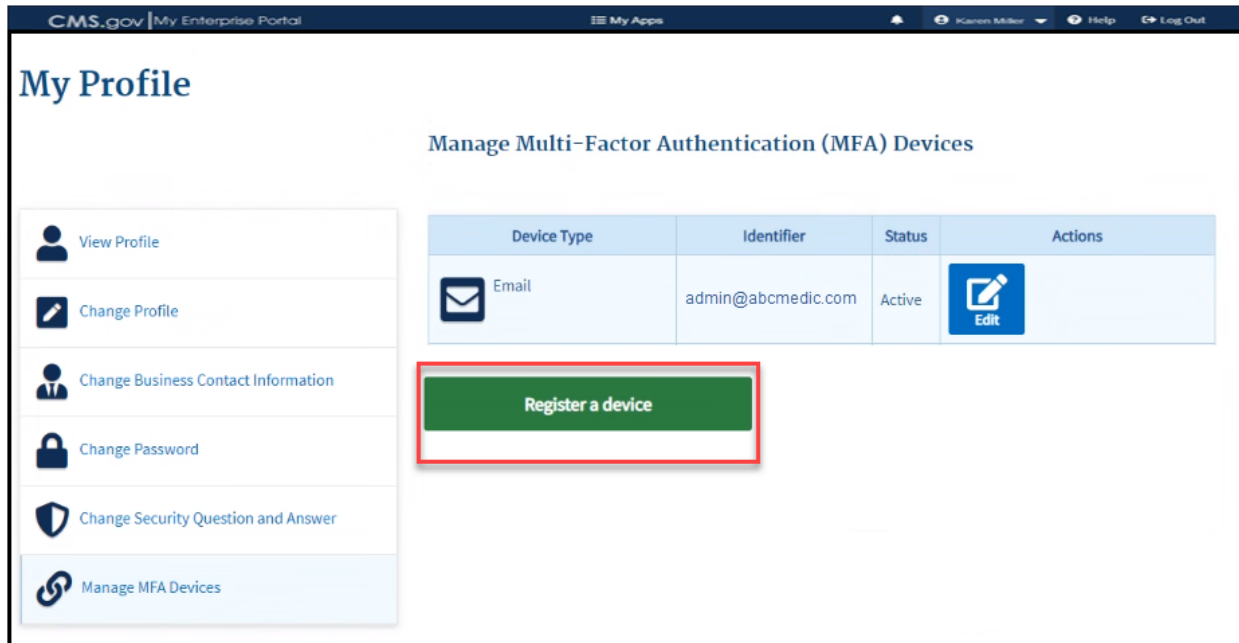 CMS.gov | My Enterprise Portal
My Apps
Karen Miller
Help
Log Out
My Profile
Manage Multi-Factor Authentication (MFA) Devices
View Profile
Change Profile
Change Business Contact Information
Change Password
Change Security Question and Answer
Manage MFA Devices
Device Type Identifier Status Actions
Email admin@abcmedic.com Active Edit
Register a device